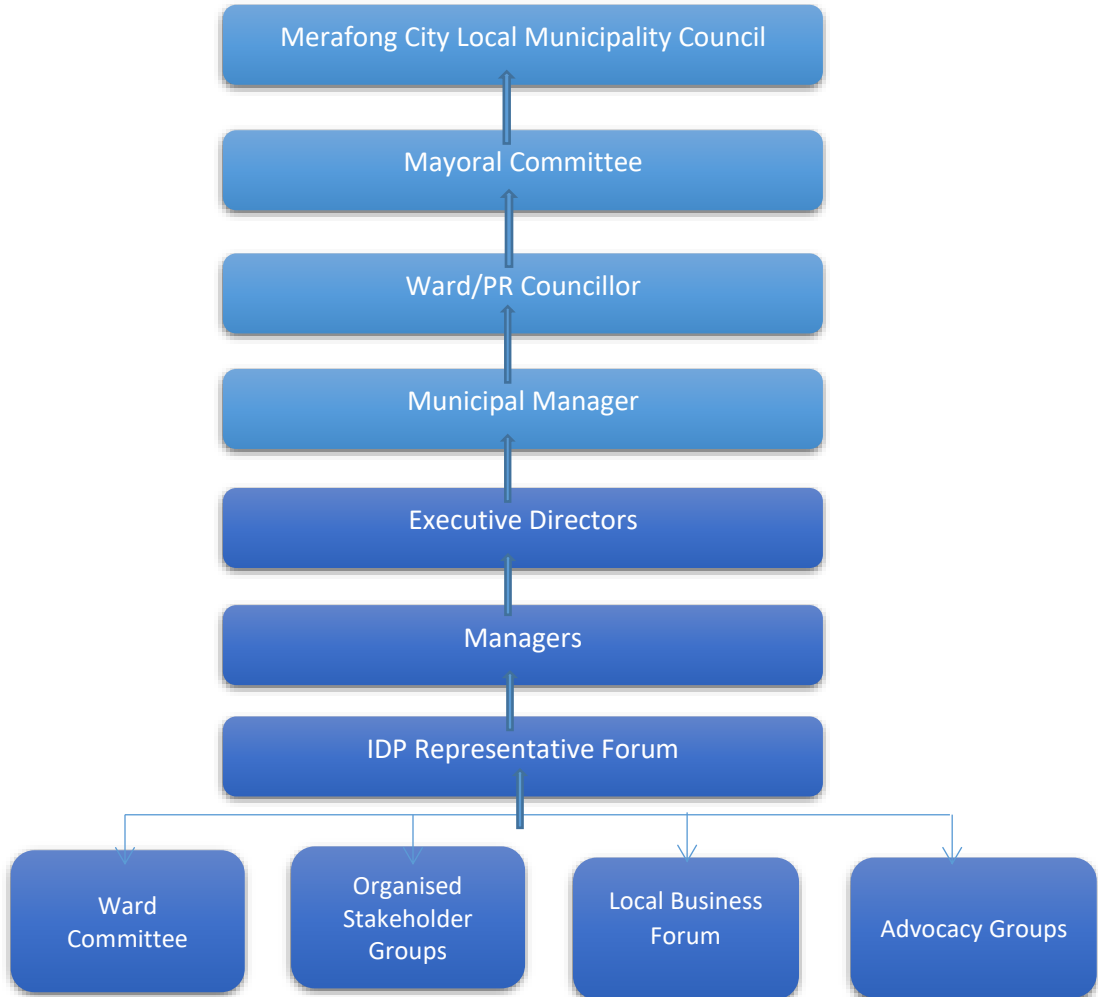 Merafong City Local Municipality Council
Mayoral Committee
Ward/PR Councillor
Municipal Manager
Executive Directors
Managers
IDP Representative Forum
Ward
Committee
Organised
Stakeholder
Groups
Local Business
Forum
Advocacy Groups